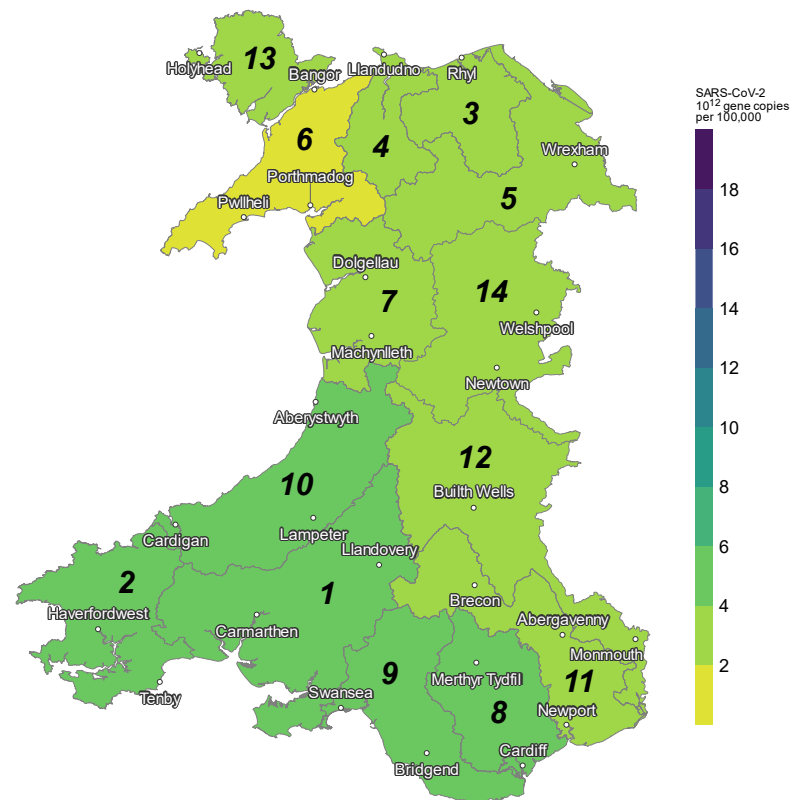 13
Holyhead
Bangor
Llandudno
Rhyl
SARS-CoV-2
10¹² gene copies
per 100,000
3
6
4
Wrexham
Porthmadog
18
Pwllheli
5
16
Dolgellau
14
7
14
Welshpool
Machynlleth
12
Newtown
Aberystwyth
10
12
10
Builth Wells
8
Lampeter
Cardigan
Llandovery
6
2
1
Brecon
Haverfordwest
4
Abergavenny
Carmarthen
Monmouth
9
Merthyr Tydfil
11
2
Tenby
Swansea
8
Newport
Cardiff
Bridgend